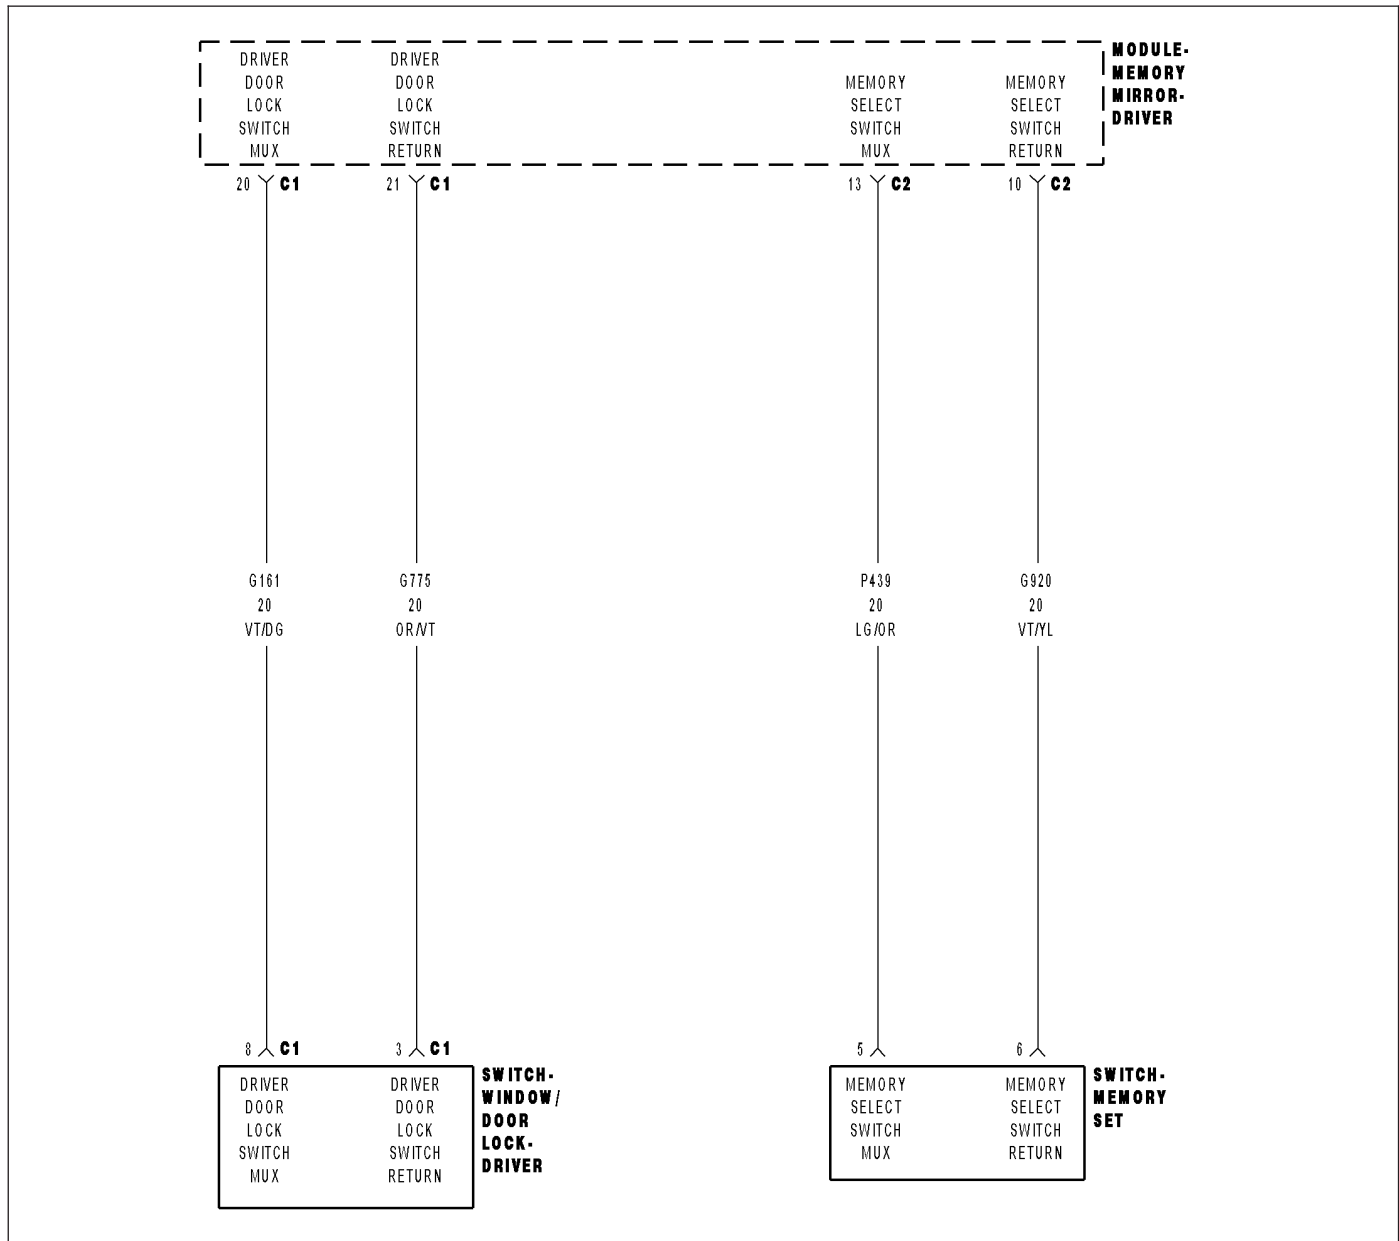 DRIVER
DOOR
LOCK
SWITCH
MUX
DRIVER
DOOR
LOCK
SWITCH
RETURN
MEMORY
SELECT
SWITCH
MUX
MEMORY
SELECT
SWITCH
RETURN
MODULE-
MEMORY
MIRROR-
DRIVER
20 C1
21 C1
13 C2
10 C2
G161
20
VT/DG
G775
20
OR/VT
P439
20
LG/OR
G920
20
VT/YL
8 C1
3 C1
5
6
DRIVER
DOOR
LOCK
SWITCH
MUX
DRIVER
DOOR
LOCK
SWITCH
RETURN
SWITCH-
WINDOW/
DOOR
LOCK-
DRIVER
MEMORY
SELECT
SWITCH
MUX
MEMORY
SELECT
SWITCH
RETURN
SWITCH-
MEMORY
SET